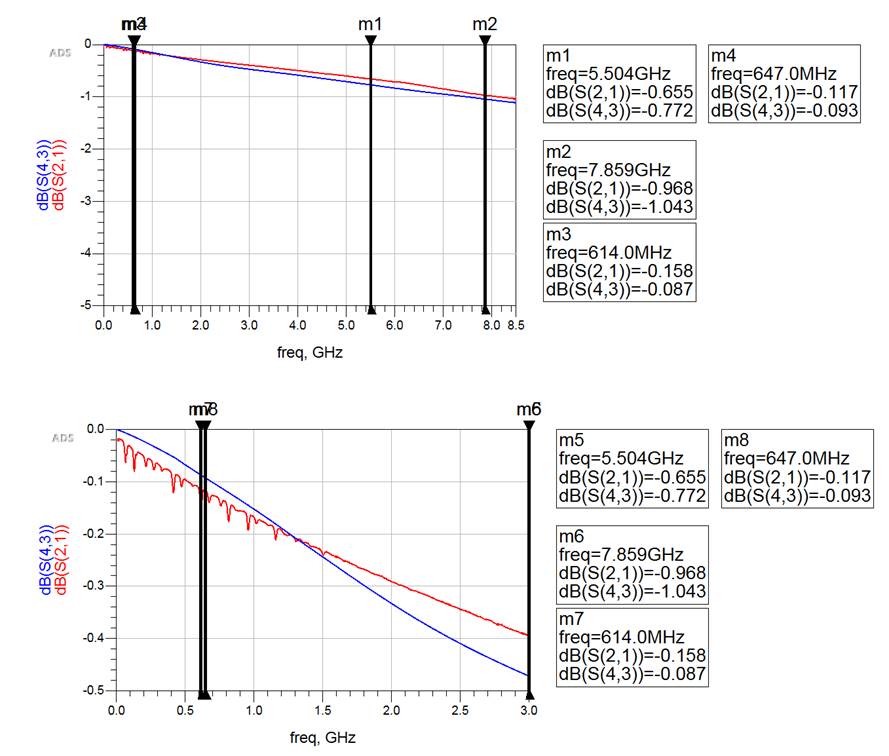 m3 m1 m2
ADS
0
-1
-2
-3
-4
-5
dB(S(4,3))
dB(S(2,1))
0.0 1.0 2.0 3.0 4.0 5.0 6.0 7.0 8.0 8.5
freq, GHz
m1
freq=5.504GHz
dB(S(2,1))=-0.655
dB(S(4,3))=-0.772
m4
freq=647.0MHz
dB(S(2,1))=-0.117
dB(S(4,3))=-0.093
m2
freq=7.859GHz
dB(S(2,1))=-0.968
dB(S(4,3))=-1.043
m3
freq=614.0MHz
dB(S(2,1))=-0.158
dB(S(4,3))=-0.087
m7 m8 m6
ADS
0.0
-0.1
-0.2
-0.3
-0.4
-0.5
dB(S(4,3))
dB(S(2,1))
0.0 0.5 1.0 1.5 2.0 2.5 3.0
freq, GHz
m5
freq=5.504GHz
dB(S(2,1))=-0.655
dB(S(4,3))=-0.772
m8
freq=647.0MHz
dB(S(2,1))=-0.117
dB(S(4,3))=-0.093
m6
freq=7.859GHz
dB(S(2,1))=-0.968
dB(S(4,3))=-1.043
m7
freq=614.0MHz
dB(S(2,1))=-0.158
dB(S(4,3))=-0.087